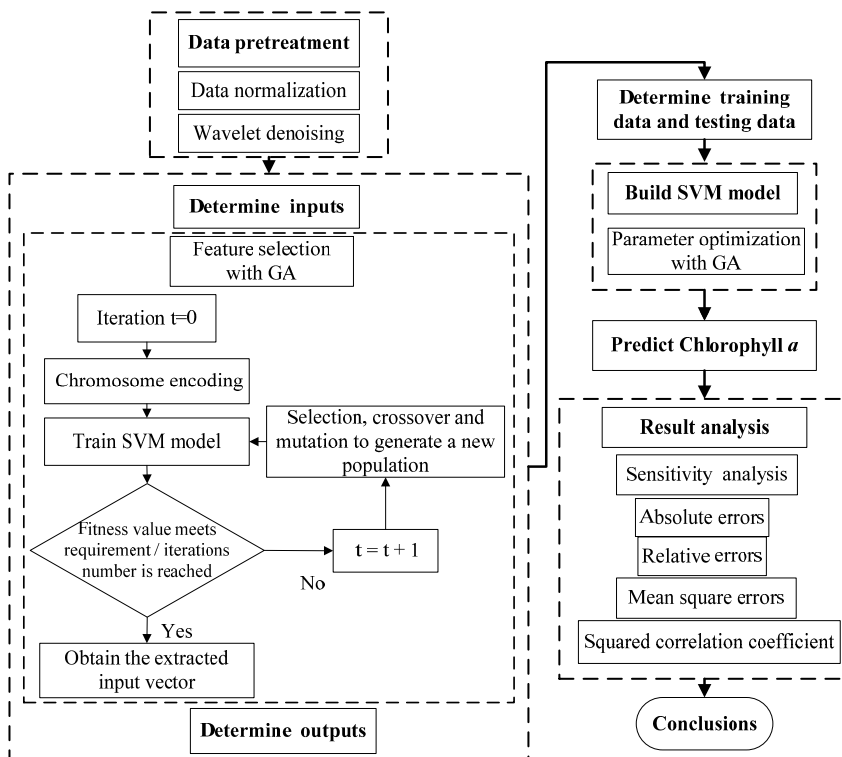 Data pretreatment
Data normalization
Wavelet denoising
Determine inputs
Feature selection
with GA
Iteration t=0
Chromosome encoding
Train SVM model
Selection, crossover and
mutation to generate a new
population
Fitness value meets
requirement / iterations
number is reached
No
t = t + 1
Yes
Obtain the extracted
input vector
Determine outputs
Determine training
data and testing data
Build SVM model
Parameter optimization
with GA
Predict Chlorophyll a
Result analysis
Sensitivity analysis
Absolute errors
Relative errors
Mean square errors
Squared correlation coefficient
Conclusions